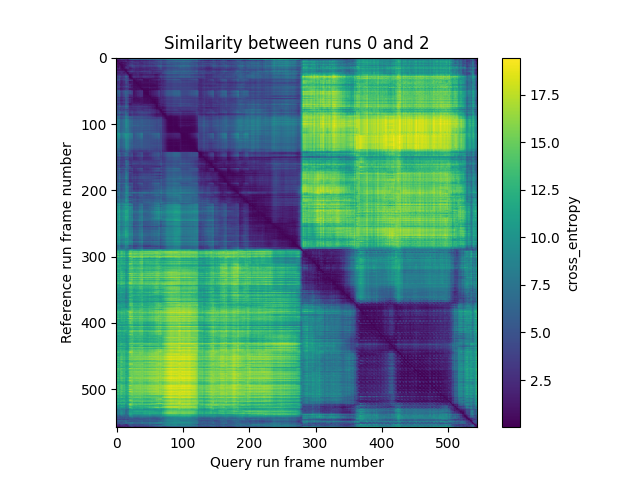 Similarity between runs 0 and 2
0
100
200
300
400
500
Reference run frame number
0 100 200 300 400 500
Query run frame number
17.5
15.0
12.5
10.0
7.5
5.0
2.5
cross_entropy